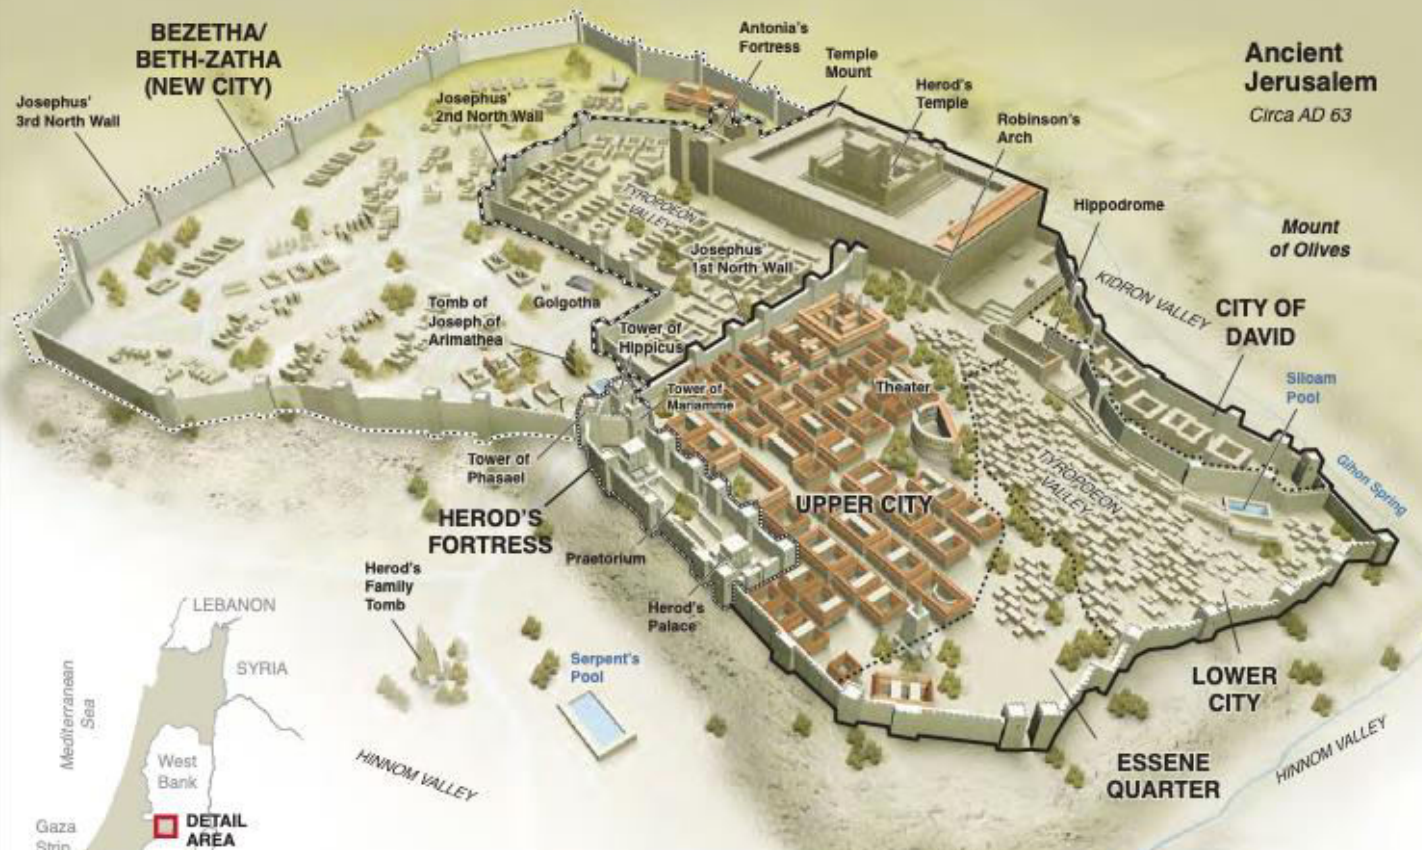 BEZETHA/
BETH-ZATHA
(NEW CITY)
Josephus'
3rd North Wall
Josephus'
2nd North Wall
Antonia's
Fortress
Temple
Mount
Herod's
Temple
Robinson's
Arch
Ancient
Jerusalem
Circa AD 63
Hippodrome
Mount
of Olives
KIDRON VALLEY
CITY OF
DAVID
Siloam
Pool
Gihon Spring
TYROPOEON
VALLEY
Josephus'
1st North Wall
Tomb of
Joseph of
Arimathea
Golgotha
Tower of
Hippicus
Tower of
Mariamme
Theater
Tower of
Phasael
UPPER CITY
TYROPOEON
VALLEY
HEROD'S
FORTRESS
Praetorium
Herod's
Family
Tomb
Herod's
Palace
Serpent's
Pool
LOWER
CITY
ESSENE
QUARTER
HINNOM VALLEY
HINNOM VALLEY
LEBANON
SYRIA
Mediterranean
Sea
West
Bank
Gaza
Strip
DETAIL
AREA